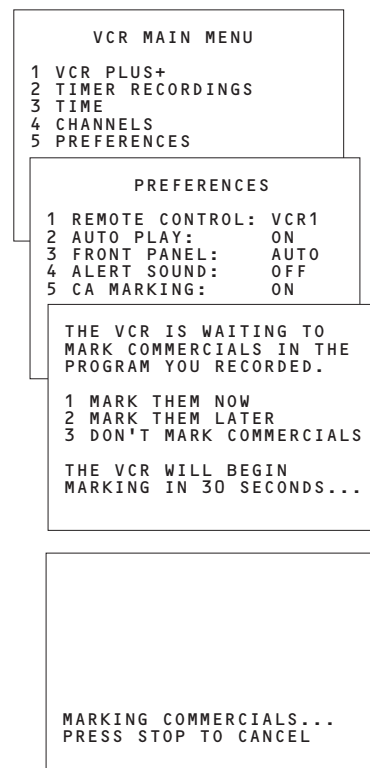 VCR MAIN MENU
1 VCR PLUS+
2 TIMER RECORDINGS
3 TIME
4 CHANNELS
5 PREFERENCES
PREFERENCES
1 REMOTE CONTROL: VCR1
2 AUTO PLAY: ON
3 FRONT PANEL: AUTO
4 ALERT SOUND: OFF
5 CA MARKING: ON
THE VCR IS WAITING TO
MARK COMMERCIALS IN THE
PROGRAM YOU RECORDED.
1 MARK THEM NOW
2 MARK THEM LATER
3 DON'T MARK COMMERCIALS
THE VCR WILL BEGIN
MARKING IN 30 SECONDS...
MARKING COMMERCIALS...
PRESS STOP TO CANCEL